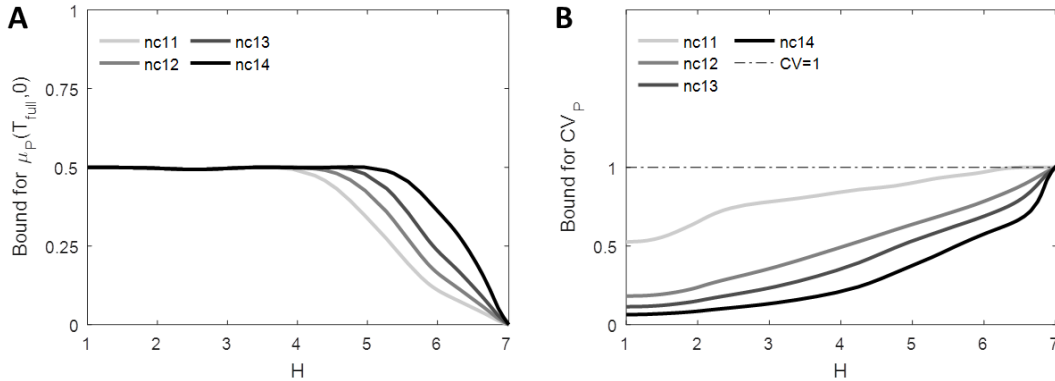 A
Bound for μP(Tfull,0)
1
0.75
0.5
0.25
0
nc11 nc13
nc12 nc14
1 2 3 4 5 6 7
H
B
Bound for CVP
1
0.5
0
nc11 nc14
nc12 CV=1
nc13
1 2 3 4 5 6 7
H